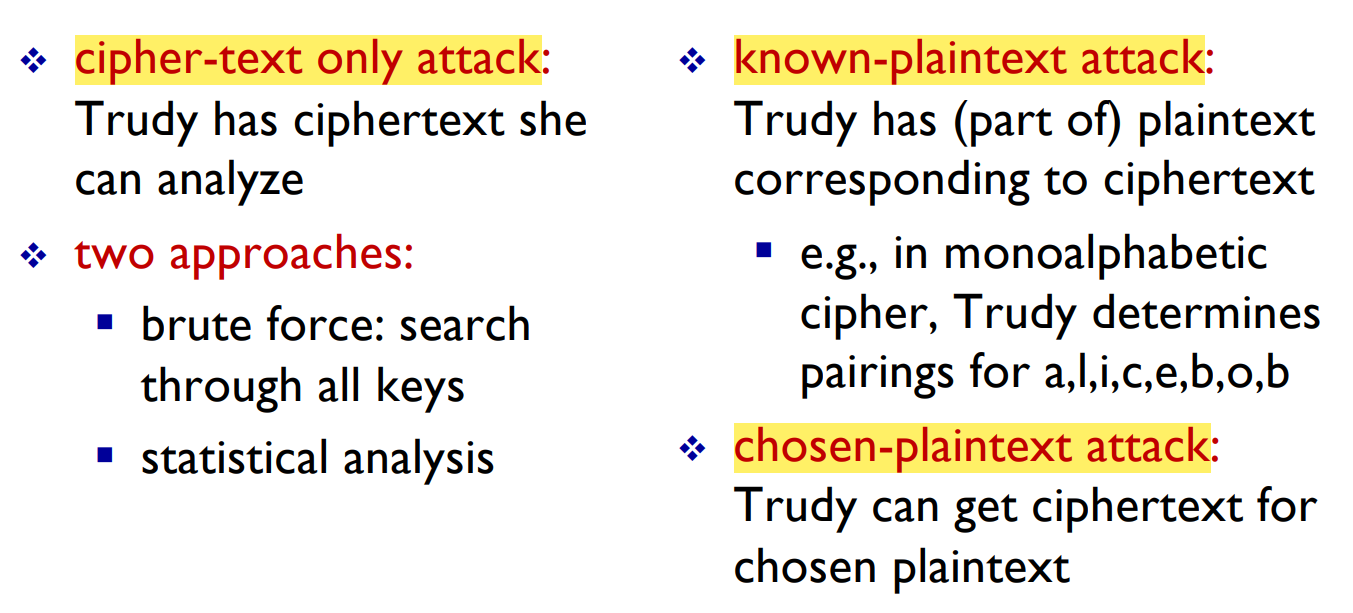 cipher-text only attack:
Trudy has ciphertext she
can analyze
two approaches:
brute force: search
through all keys
statistical analysis
known-plaintext attack:
Trudy has (part of) plaintext
corresponding to ciphertext
e.g., in monoalphabetic
cipher, Trudy determines
pairings for a,l,i,c,e,b,o,b
chosen-plaintext attack:
Trudy can get ciphertext for
chosen plaintext